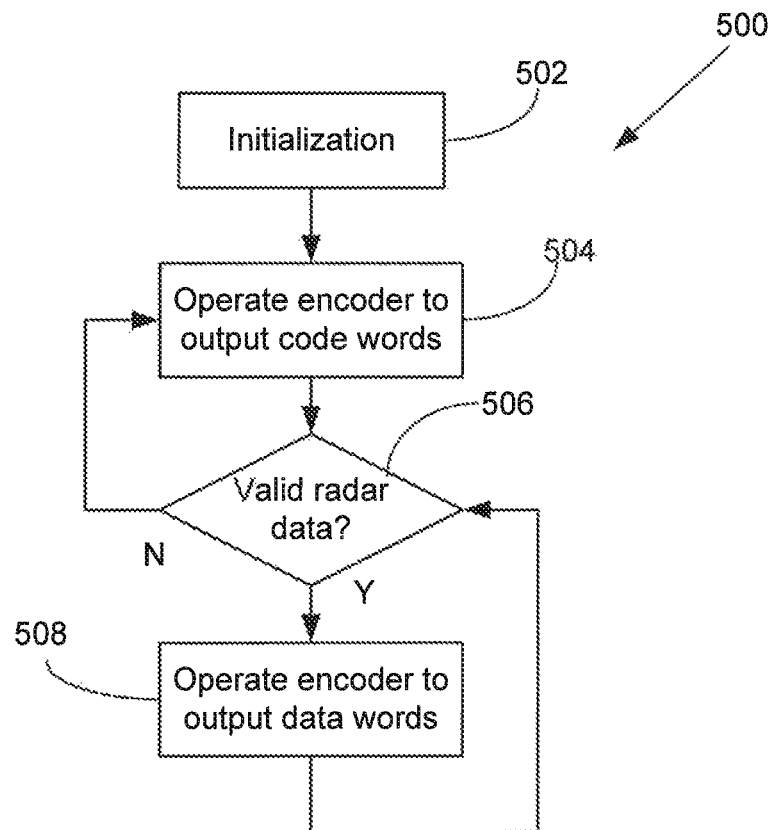 500
502
Initialization
504
Operate encoder to
output code words
506
Valid radar
data?
N
Y
508
Operate encoder to
output data words